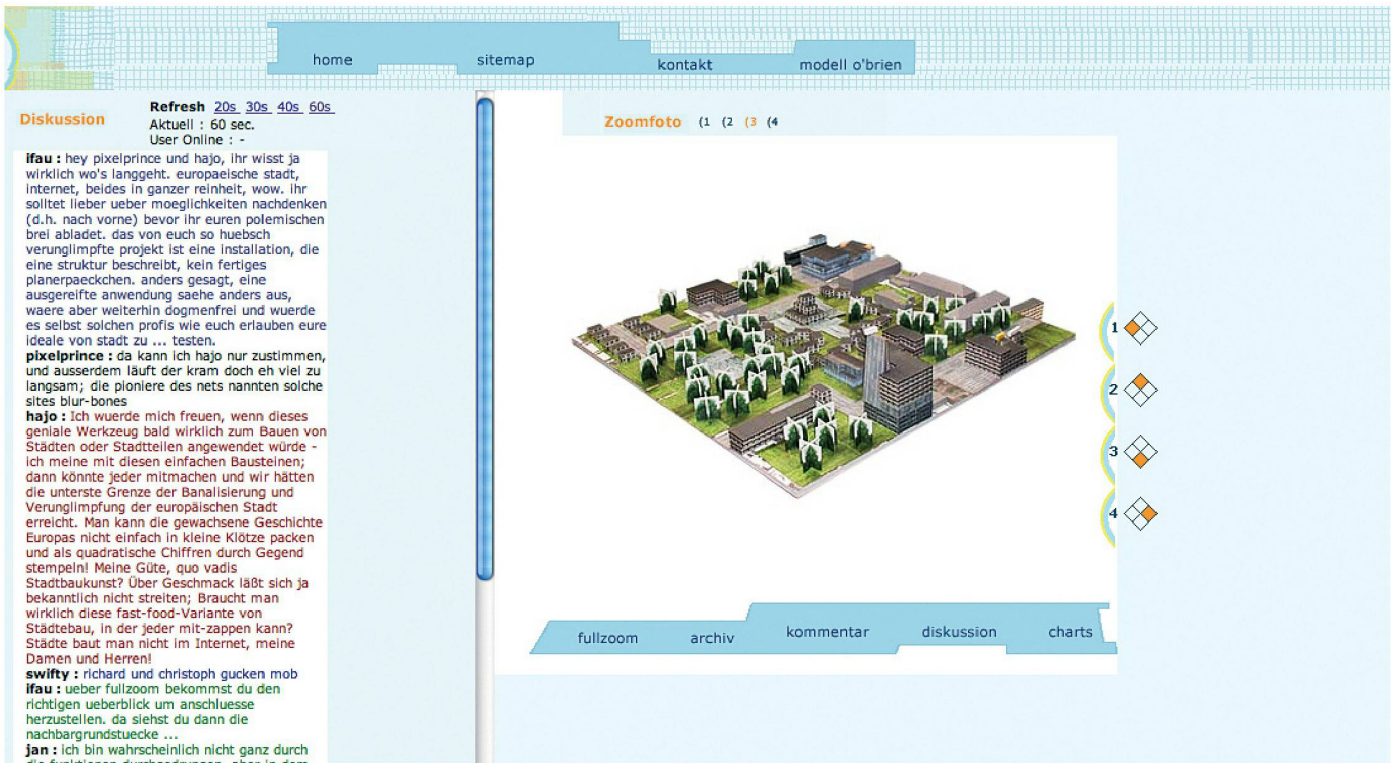 home
sitemap
kontakt
modell o'brien
Diskussion
Refresh 20s 30s 40s 60s
Aktuell : 60 sec.
User Online : -
ifau : hey pixelprince und hajo, ihr wisst ja
wirklich wo's langgeht. europaeische stadt,
internet, beides in ganzer reinheit, wow. ihr
solltet lieber ueber moeglichkeiten nachdenken
(d.h. nach vorne) bevor ihr euren polemischen
brei abladet. das von euch so huebsch
verunglimpfte projekt ist eine installation, die
eine struktur beschreibt, kein fertiges
planerpaeckchen. anders gesagt, eine
ausgereifte anwendung saehe anders aus,
waere aber weiterhin dogmenfrei und wuerde
es selbst solchen profis wie euch erlauben eure
ideale von stadt zu ... testen.
pixelprince : da kann ich hajo nur zustimmen,
und ausserdem läuft der kram doch eh viel zu
langsam; die pioniere des nets nannten solche
sites blur-bones
hajo : Ich wuerde mich freuen, wenn dieses
geniale Werkzeug bald wirklich zum Bauen von
Städten oder Stadtteilen angewendet würde -
ich meine mit diesen einfachen Bausteinen;
dann könnte jeder mitmachen und wir hätten
die unterste Grenze der Banalisierung und
Verunglimpfung der europäischen Stadt
erreicht. Man kann die gewachsene Geschichte
Europas nicht einfach in kleine Klötze packen
und als quadratische Chiffren durch Gegend
stempeln! Meine Güte, quo vadis
Stadtbaukunst? Über Geschmack läßt sich ja
bekanntlich nicht streiten; Braucht man
wirklich diese fast-food-Variante von
Städtebau, in der jeder mit-zappen kann?
Städte baut man nicht im Internet, meine
Damen und Herren!
swifty : richard und christoph gucken mob
ifau : ueber fullzoom bekommst du den
richtigen ueberblick um anschluesse
herzustellen. da siehst du dann die
nachbargrundstuecke ...
jan : ich bin wahrscheinlich nicht ganz durch
Zoomfoto (1 (2 (3 (4
1
2
3
4
fullzoom
archiv
kommentar
diskussion
charts